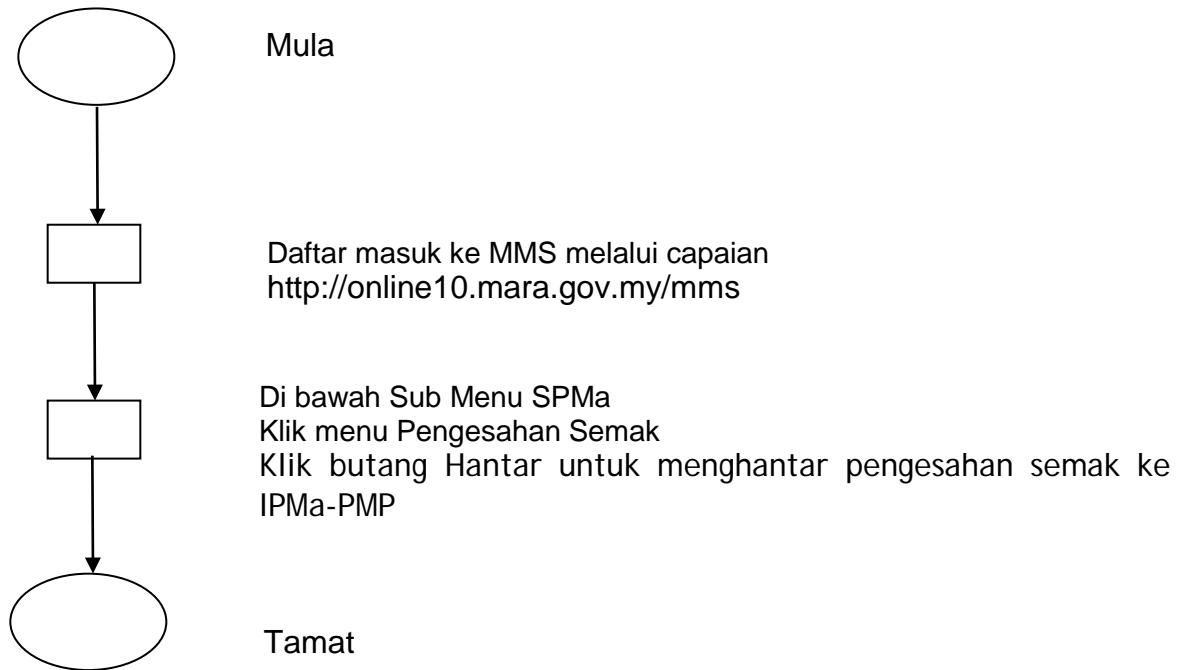 Mula
Daftar masuk ke MMS melalui capaian
http://online10.mara.gov.my/mms
Di bawah Sub Menu SPMa
Klik menu Pengesahan Semak
Klik butang Hantar untuk menghantar pengesahan semak ke
IPMa-PMP
Tamat